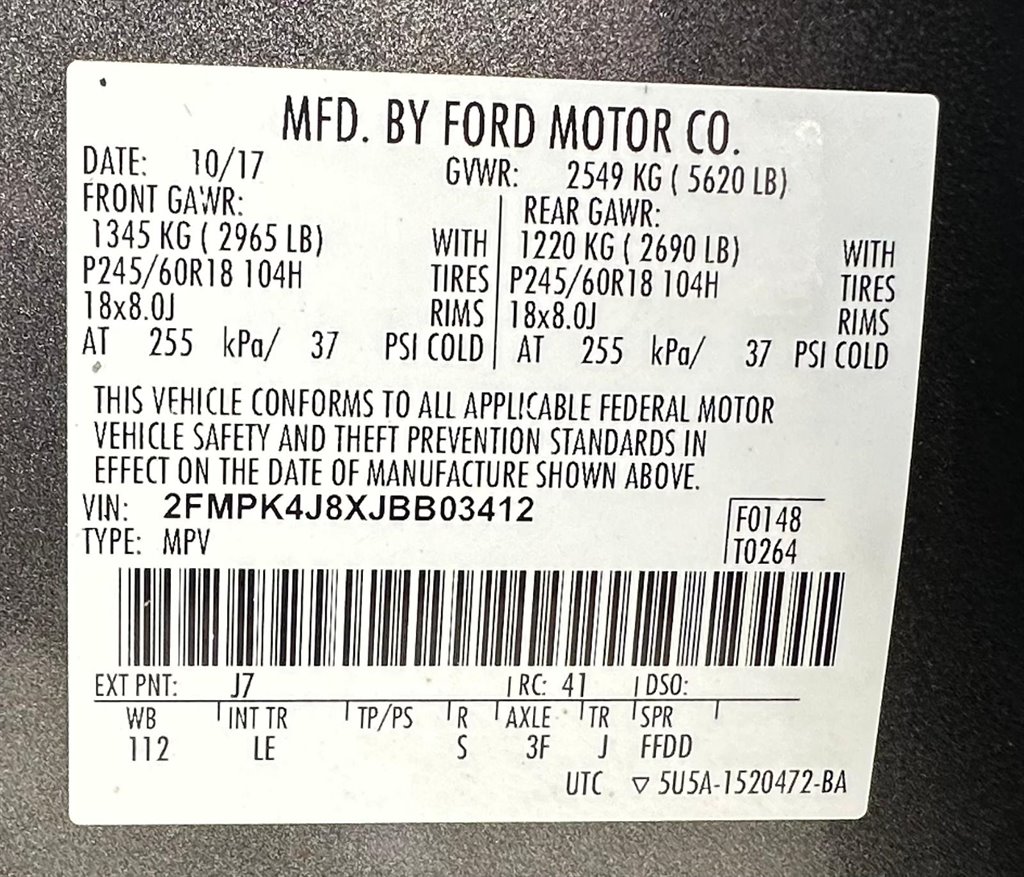 MFD. BY FORD MOTOR CO.
DATE: 10/17 GVWR: 2549 KG ( 5620 LB)
FRONT GAWR: REAR GAWR:
1345 KG ( 2965 LB) WITH 1220 KG ( 2690 LB) WITH
P245/60R18 104H TIRES P245/60R18 104H TIRES
18x8.0J RIMS 18x8.0J RIMS
AT 255 kPa/ 37 PSI COLD AT 255 kPa/ 37 PSI COLD
THIS VEHICLE CONFORMS TO ALL APPLICABLE FEDERAL MOTOR
VEHICLE SAFETY AND THEFT PREVENTION STANDARDS IN
EFFECT ON THE DATE OF MANUFACTURE SHOWN ABOVE.
VIN: 2FMPK4J8XJBB03412
F0148
TYPE: MPV
T0264
EXT PNT: J7 RC: 41 DSO:
WB INT TR TP/PS R AXLE TR SPR
112 LE S 3F J FFDD
UTC ▽ 5U5A-1520472-BA